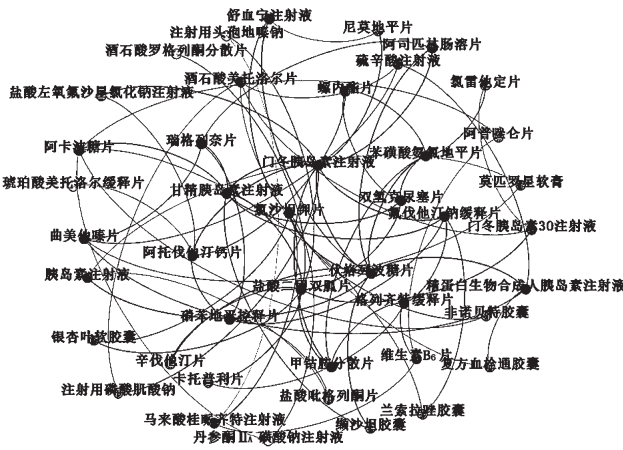 舒血宁注射液
尼莫地平片
注射用头孢地嗪钠
阿司匹林肠溶片
酒石酸罗格列酮分散片
硫辛酸注射液
酒石酸美托洛尔片
氯雷他定片
螺内酯片
盐酸左氧氟沙星氯化钠注射液
阿普唑仑片
瑞格列奈片
阿卡波糖片
苯磺酸氨氯地平片
门冬胰岛素注射液
琥珀酸美托洛尔缓释片
莫匹罗星软膏
甘精胰岛素注射液
双氢克尿塞片
氯沙坦钾片
氟伐他汀钠缓释片
门冬胰岛素30注射液
曲美他嗪片
阿托伐他汀钙片
胰岛素注射液
伏格列波糖片
盐酸二甲双胍片
精蛋白生物合成人胰岛素注射液
格列齐特缓释片
硝苯地平控释片
非诺贝特胶囊
银杏叶软胶囊
辛伐他汀片
甲钴胺分散片
维生素B₆片
复方血栓通胶囊
卡托普利片
注射用磷酸肌酸钠
盐酸吡格列酮片
兰索拉唑胶囊
马来酸桂哌齐特注射液
缬沙坦胶囊
丹参酮ⅡA磺酸钠注射液